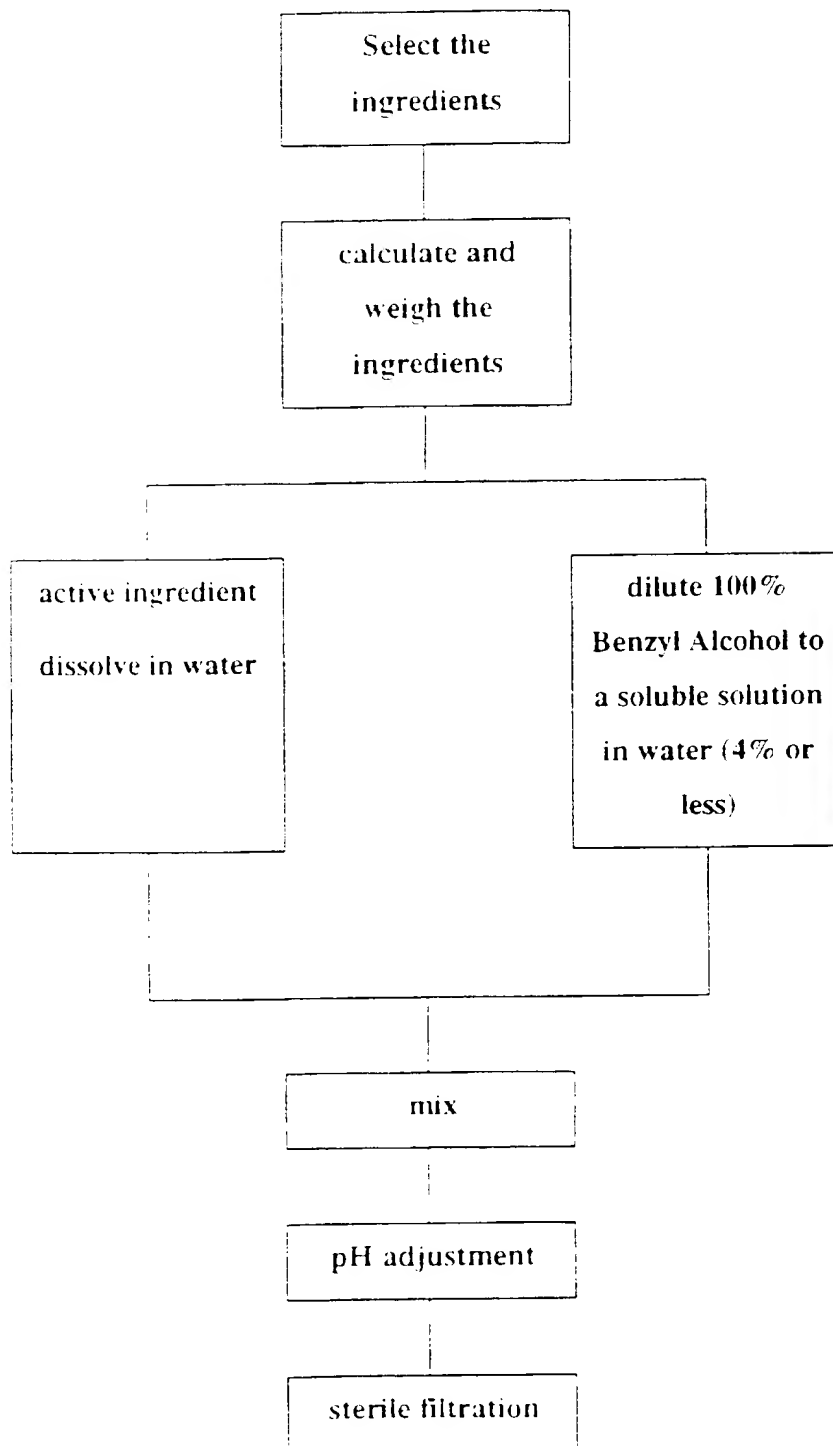 Select the
ingredients
calculate and
weigh the
ingredients
active ingredient
dissolve in water
dilute 100%
Benzyl Alcohol to
a soluble solution
in water (4% or
less)
mix
pH adjustment
sterile filtration